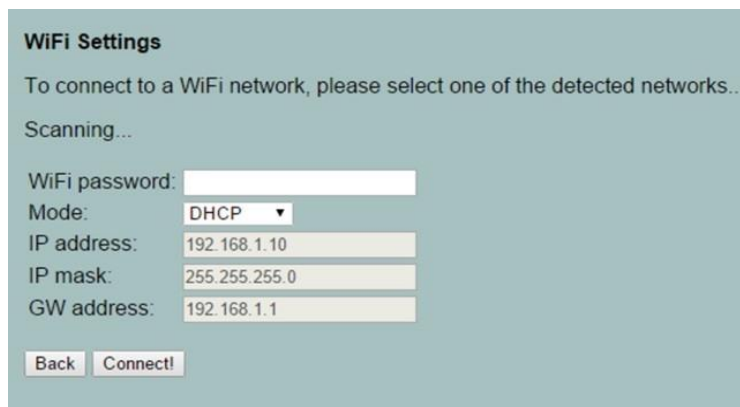 WiFi Settings
To connect to a WiFi network, please select one of the detected networks..
Scanning...
WiFi password:
Mode: DHCP
IP address: 192.168.1.10
IP mask: 255.255.255.0
GW address: 192.168.1.1
Back Connect!